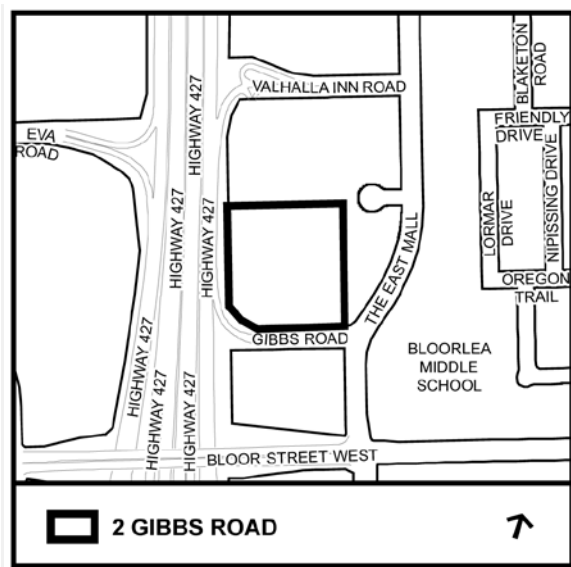 BLAKETON
ROAD
VALHALLA INN ROAD
HIGHWAY 427
FRIENDLY
DRIVE
EVA
ROAD
HIGHWAY 427
HIGHWAY 427
LORMAR
DRIVE
NIPISSING DRIVE
THE EAST MALL
OREGON
TRAIL
GIBBS ROAD
HIGHWAY 427
BLOORLEA
MIDDLE
SCHOOL
HIGHWAY 427
HIGHWAY 427
BLOOR STREET WEST
2 GIBBS ROAD